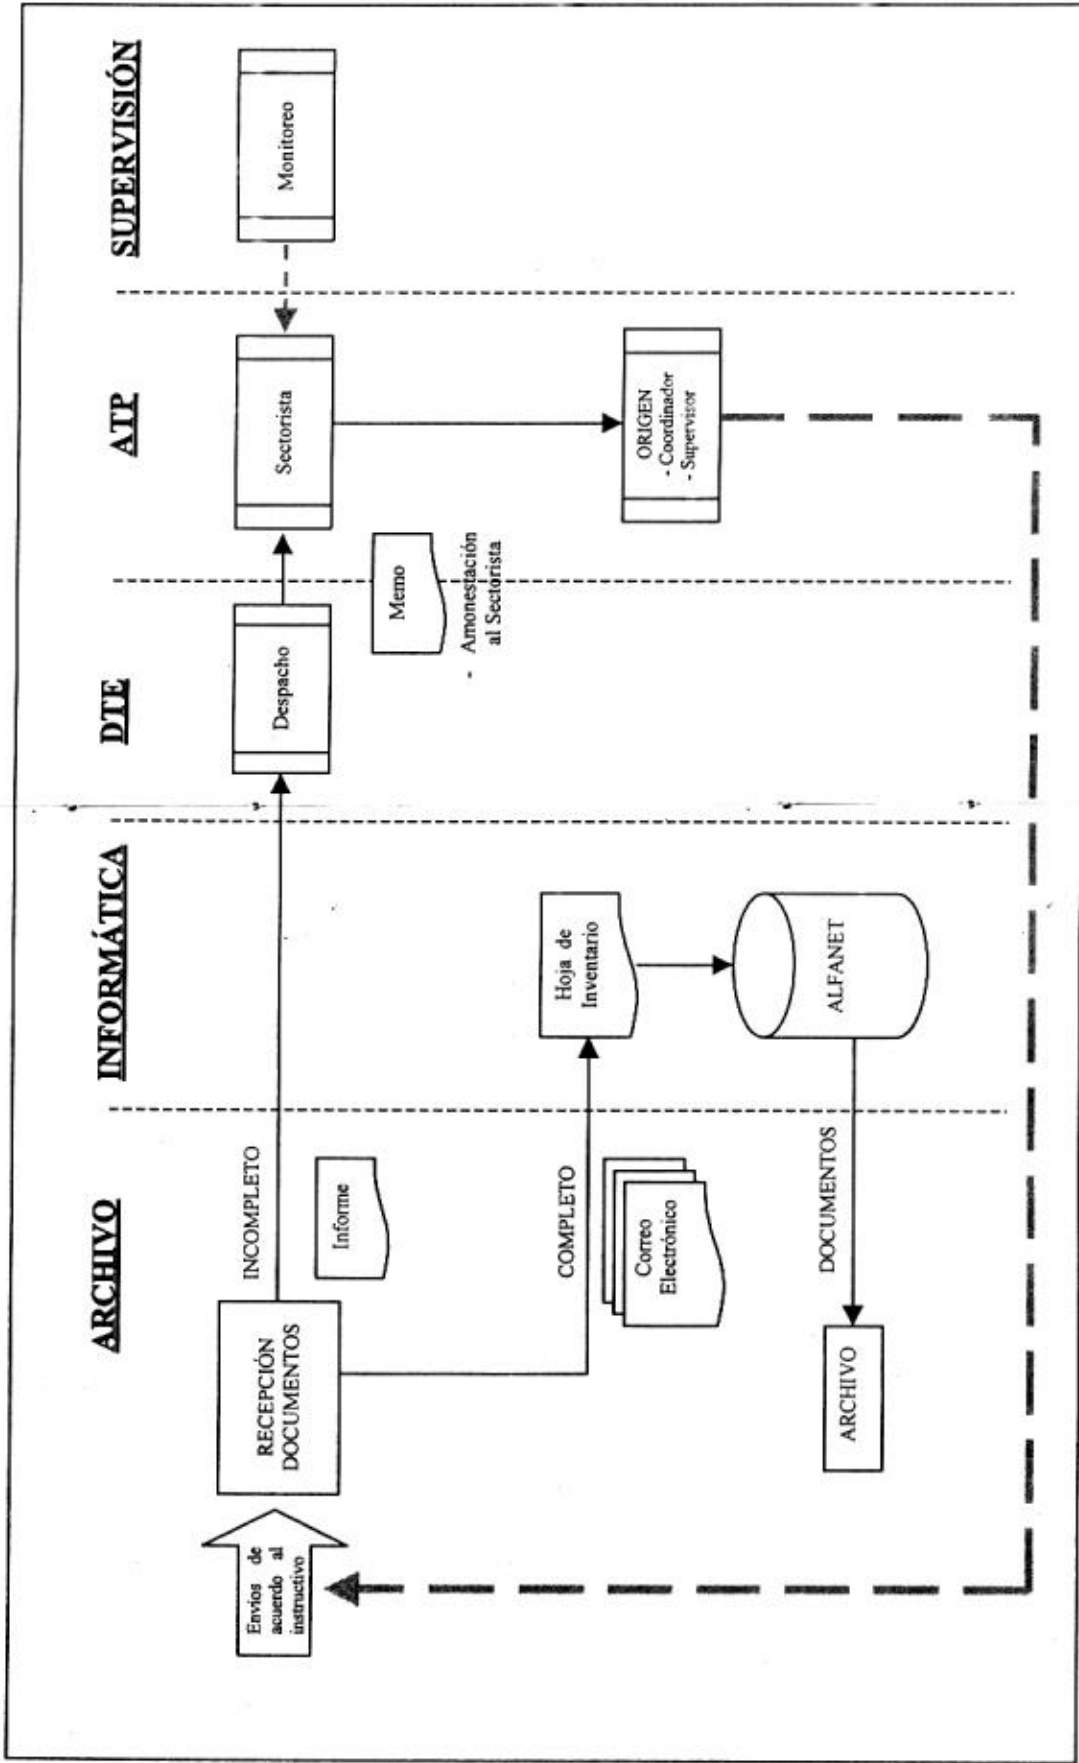 ARCHIVO
INFORMÁTICA
DTE
ATP
SUPERVISIÓN
Envíos de
acuerdo al
instructivo
RECEPCIÓN
DOCUMENTOS
INCOMPLETO
Informe
Despacho
Sectorista
Monitoreo
Memo
- Amonestación
al Sectorista
COMPLETO
Correo
Electrónico
Hoja de
Inventario
ORIGEN
- Coordinador
- Supervisor
ARCHIVO
DOCUMENTOS
ALFANET